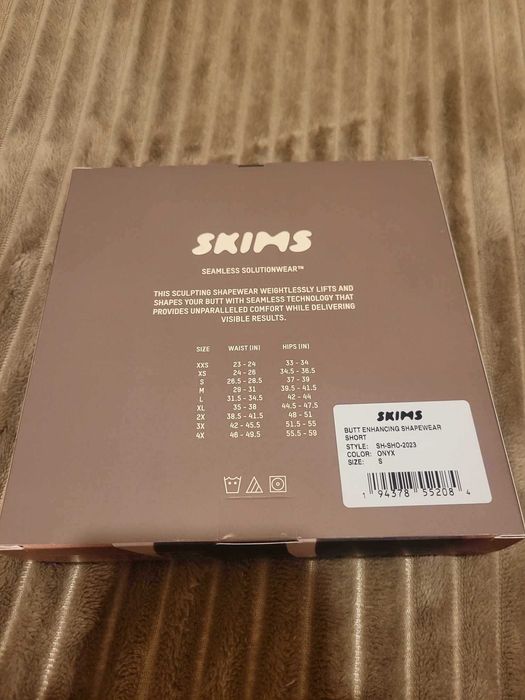 SKIMS
SEAMLESS SOLUTIONWEAR™
THIS SCULPTING SHAPEWEAR WEIGHTLESSLY LIFTS AND
SHAPES YOUR BUTT WITH SEAMLESS TECHNOLOGY THAT
PROVIDES UNPARALLELED COMFORT WHILE DELIVERING
VISIBLE RESULTS.
SIZE WAIST (IN) HIPS (IN)
XXS 23 - 24 33 - 34
XS 24 - 26 34.5 - 36.5
S 26.5 - 28.5 37 - 39
M 29 - 31 39.5 - 41.5
L 31.5 - 34.5 42 - 44
XL 35 - 38 44.5 - 47.5
2X 38.5 - 41.5 48 - 51
3X 42 - 45.5 51.5 - 55
4X 46 - 49.5 55.5 - 59
SKIMS
BUTT ENHANCING SHAPEWEAR
SHORT
STYLE: SH-SHO-2023
COLOR: ONYX
SIZE: S
1 94378 55208 4